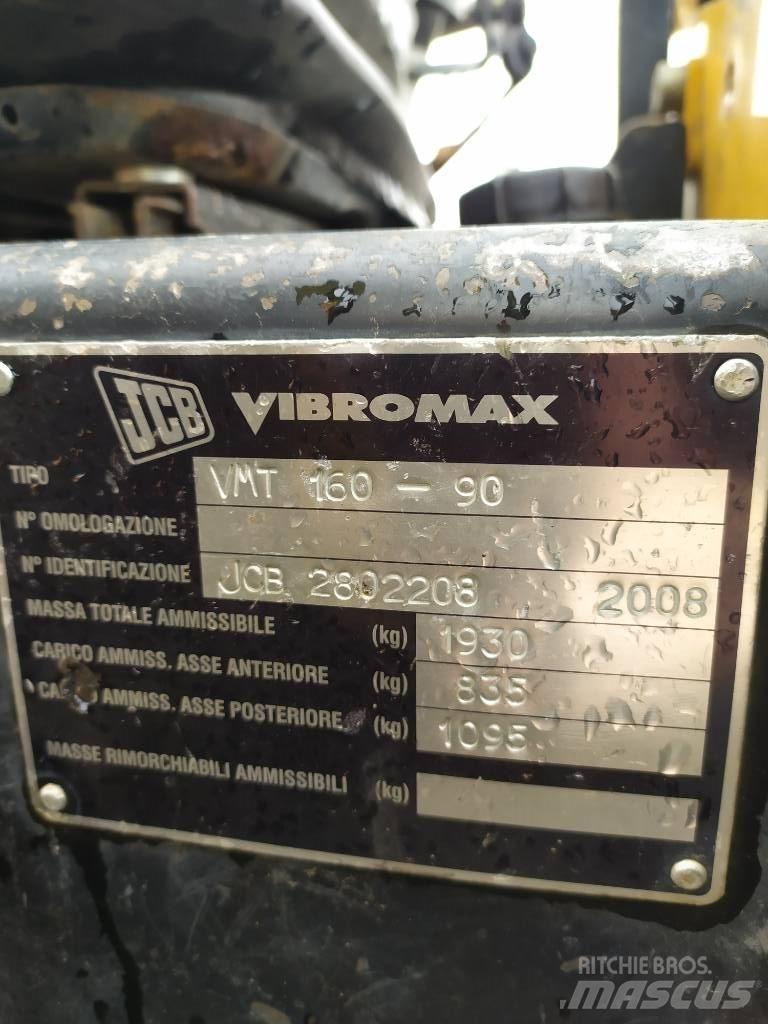 JCB VIBROMAX
TIPO VMT 160 - 90
N° OMOLOGAZIONE
N° IDENTIFICAZIONE JCB 2802208 2008
MASSA TOTALE AMMISSIBILE (kg) 1930
CARICO AMMISS. ASSE ANTERIORE (kg) 835
AMMISS. ASSE POSTERIORE (kg) 1095
MASSE RIMORCHIABILI AMMISSIBILI (kg)
RITCHIE BROS.
MASCUS